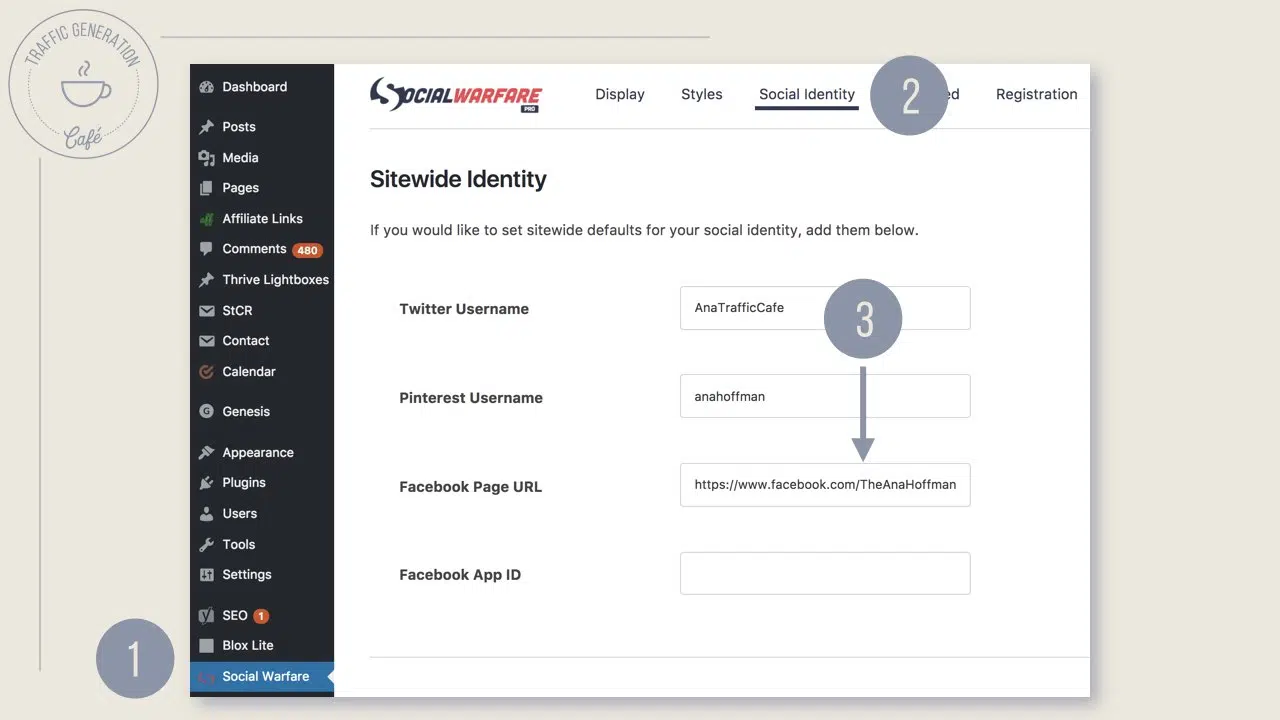 TRAFFIC GENERATION
Café
Dashboard
Posts
Media
Pages
Affiliate Links
Comments 480
Thrive Lightboxes
StCR
Contact
Calendar
Genesis
Appearance
Plugins
Users
Tools
Settings
SEO 1
Blox Lite
Social Warfare
1
SOCIALWARFARE
PRO
Display Styles Social Identity 2 ed Registration
Sitewide Identity
If you would like to set sitewide defaults for your social identity, add them below.
Twitter Username AnaTrafficCafe
3
Pinterest Username anahoffman
Facebook Page URL https://www.facebook.com/TheAnaHoffman
Facebook App ID